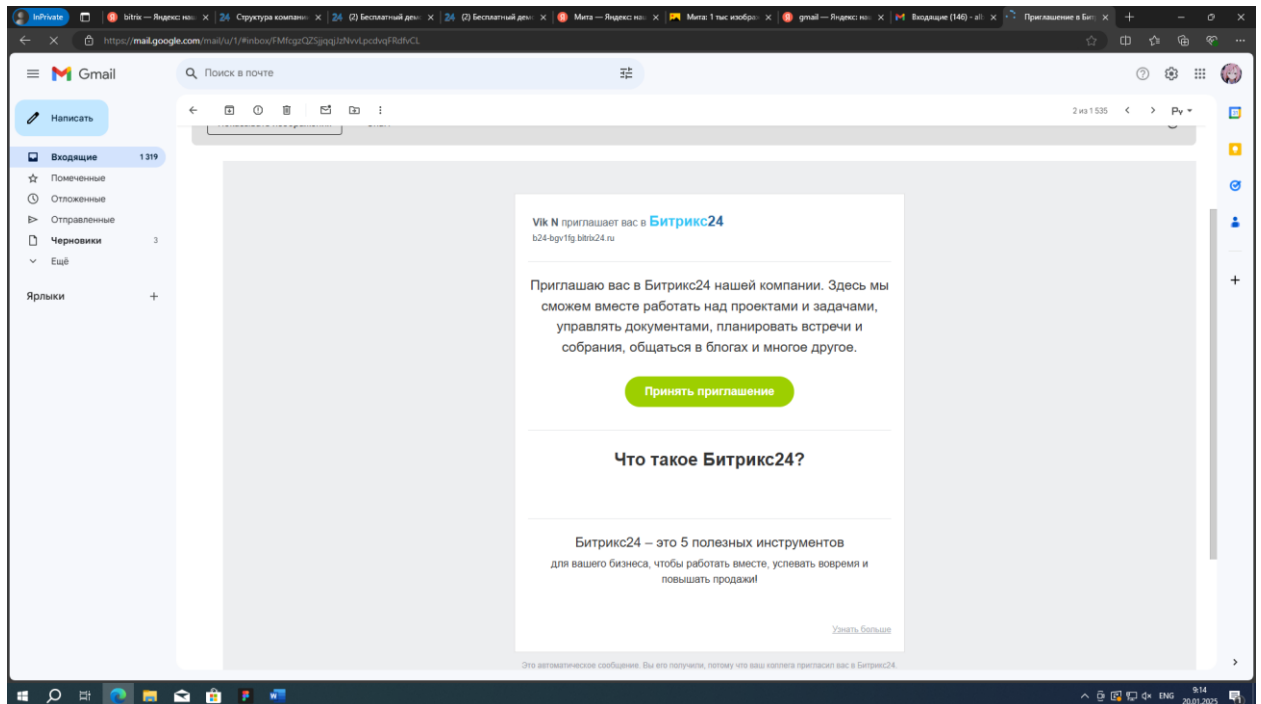 InPrivate
bitrix — Яндекс: наш
Структура компании
(2) Бесплатный дем
(2) Бесплатный дем
Мита — Яндекс: наш
Мита: 1 тыс изобра
gmail — Яндекс: наш
Входящие (146) - all
Приглашение в Битр
https://mail.google.com/mail/u/1/#inbox/
Gmail
Поиск в почте
Написать
2 из 1 535
Ру
Входящие 1 319
Помеченные
Отложенные
Отправленные
Черновики 3
Ещё
Ярлыки
Vik N приглашает вас в Битрикс24
b24-bgv1fg.bitrix24.ru
Приглашаю вас в Битрикс24 нашей компании. Здесь мы
сможем вместе работать над проектами и задачами,
управлять документами, планировать встречи и
собрания, общаться в блогах и многое другое.
Принять приглашение
Что такое Битрикс24?
Битрикс24 – это 5 полезных инструментов
для вашего бизнеса, чтобы работать вместе, успевать вовремя и
повышать продажи!
Узнать больше
Это автоматическое сообщение. Вы его получили, потому что ваш коллега пригласил вас в Битрикс24.
ENG
9:14
20.01.2025